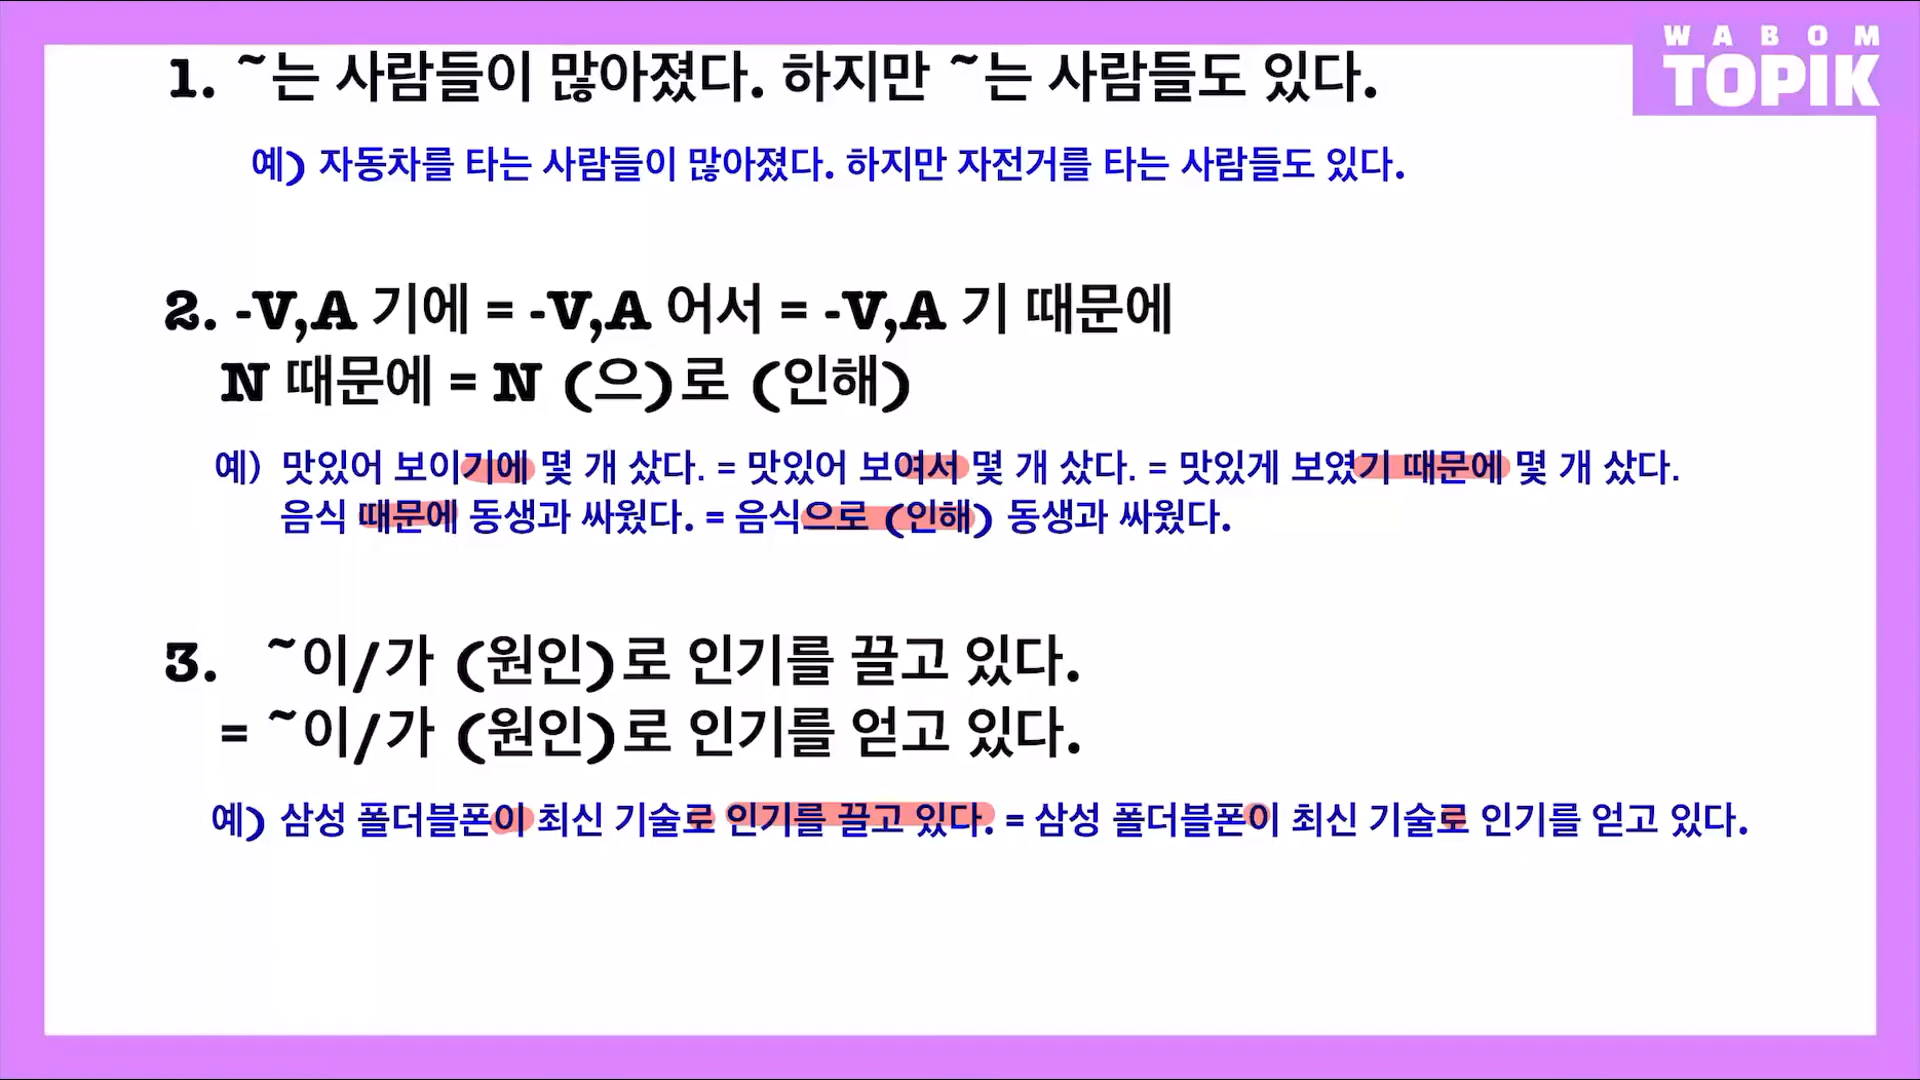 WABOM
TOPIK
1. ~는 사람들이 많아졌다. 하지만 ~는 사람들도 있다.
예) 자동차를 타는 사람들이 많아졌다. 하지만 자전거를 타는 사람들도 있다.
2. -V,A 기에 = -V,A 어서 = -V,A 기 때문에
N 때문에 = N (으)로 (인해)
예) 맛있어 보이기에 몇 개 샀다. = 맛있어 보여서 몇 개 샀다. = 맛있게 보였기 때문에 몇 개 샀다.
음식 때문에 동생과 싸웠다. = 음식으로 (인해) 동생과 싸웠다.
3. ~이/가 (원인)로 인기를 끌고 있다.
= ~이/가 (원인)로 인기를 얻고 있다.
예) 삼성 폴더블폰이 최신 기술로 인기를 끌고 있다. = 삼성 폴더블폰이 최신 기술로 인기를 얻고 있다.